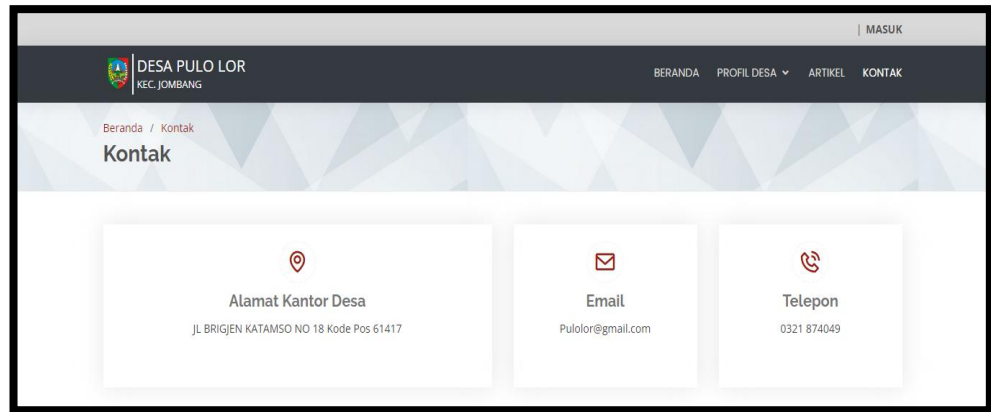 | MASUK
DESA PULO LOR
KEC. JOMBANG
BERANDA PROFIL DESA ARTIKEL KONTAK
Beranda / Kontak
Kontak
Alamat Kantor Desa
JL BRIGJEN KATAMSO NO 18 Kode Pos 61417
Email
Pulolor@gmail.com
Telepon
0321 874049